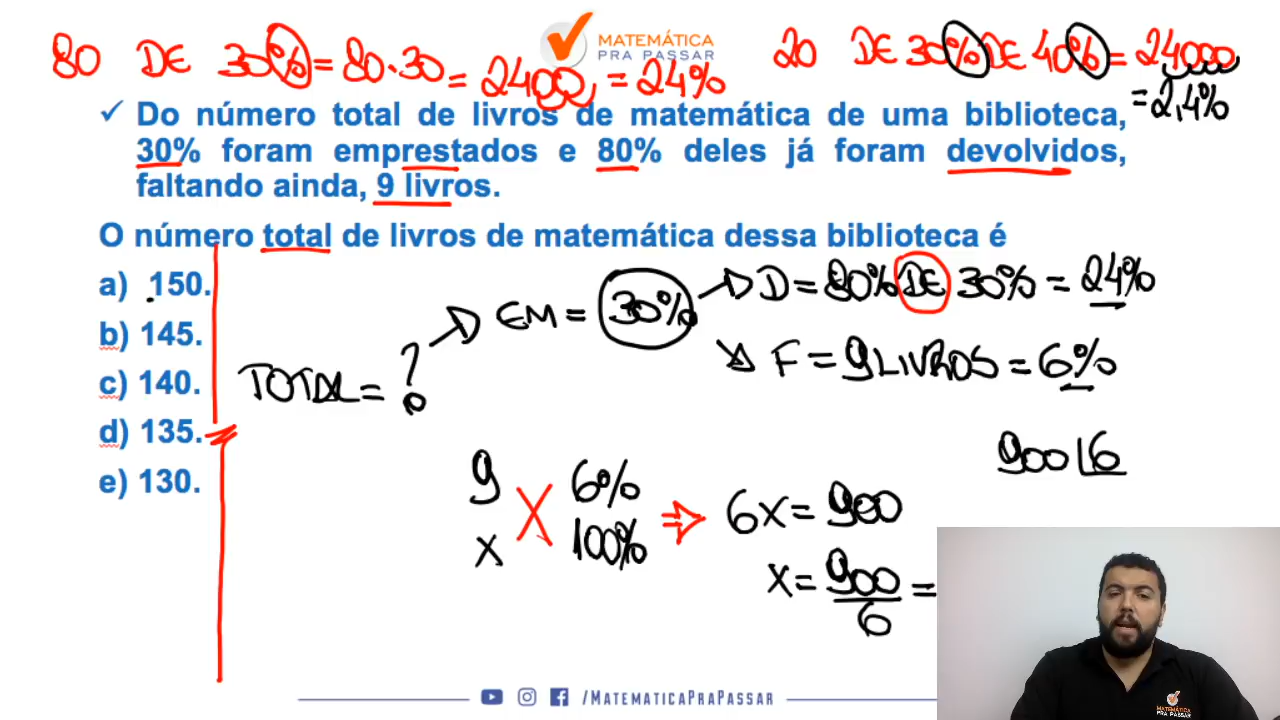 80 DE 30% = 80.30 = 2400 = 24%
MATEMÁTICA
PRA PASSAR
20 DE 30% DE 40% = 24000
= 2,4%
✓ Do número total de livros de matemática de uma biblioteca,
30% foram emprestados e 80% deles já foram devolvidos,
faltando ainda, 9 livros.
O número total de livros de matemática dessa biblioteca é
a) 150.
b) 145.
c) 140.
d) 135.
e) 130.
TOTAL = ?
EM = 30%
D = 80% DE 30% = 24%
F = 9 LIVROS = 6%
9 6%
X 100%
⇒ 6X = 900
X = 900/6 =
900 6
/MATEMATICAPRAPASSAR
MATEMÁTICA
PRA PASSAR